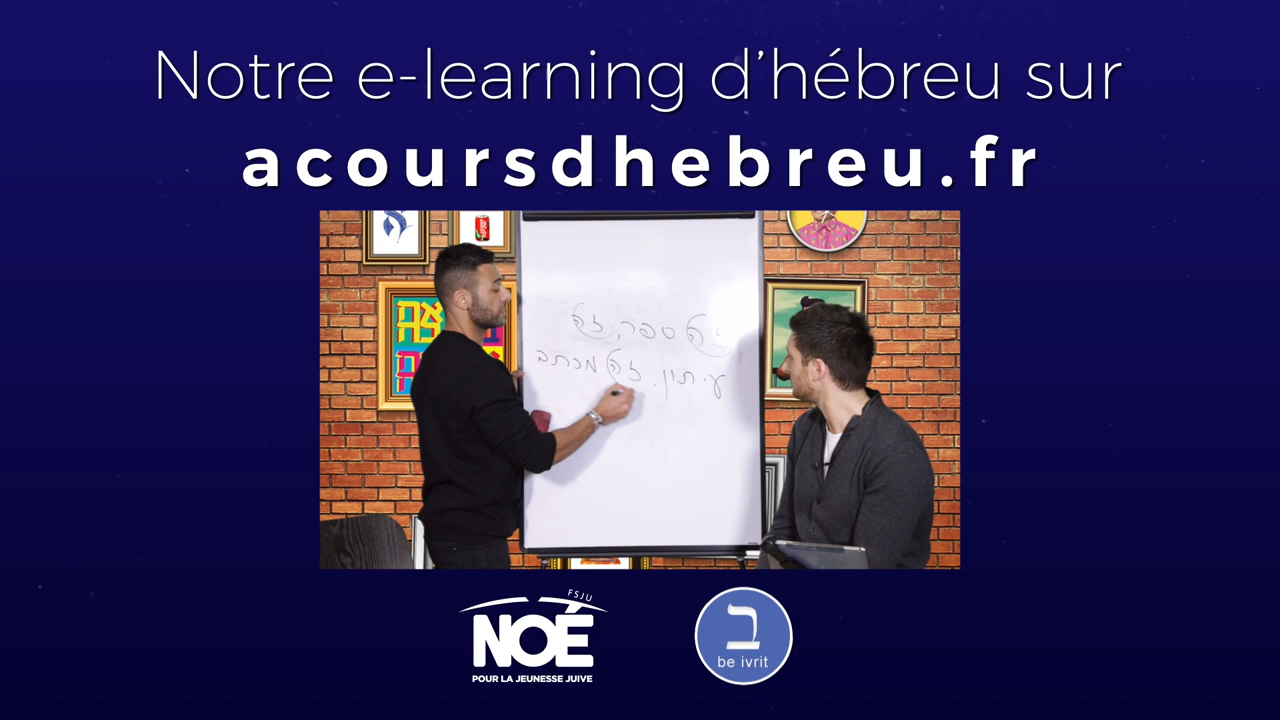 Notre e-learning d'hébreu sur
acoursdhebreu.fr
זה ספר, זה
עיתון. זה מכתב
FSJU
NOÉ
POUR LA JEUNESSE JUIVE
ב
be ivrit